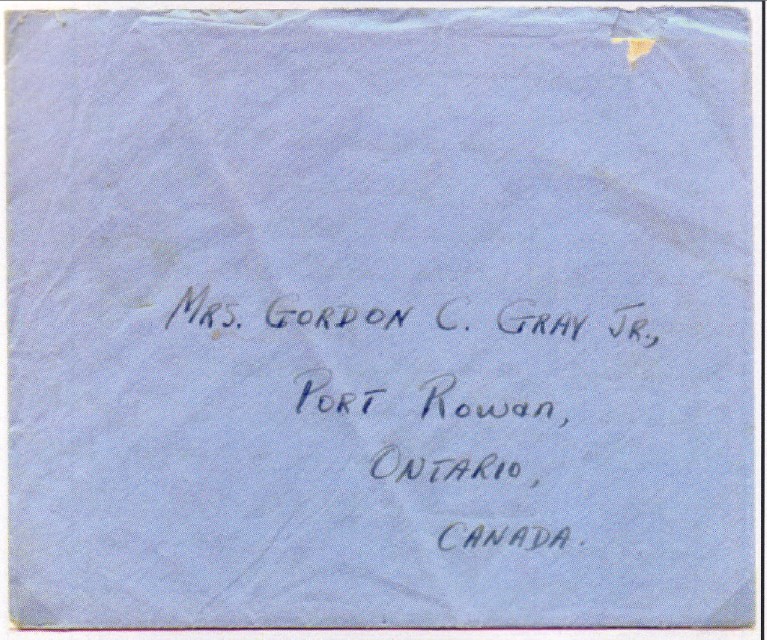 Mrs. Gordon C. Gray Jr.,
Port Rowan,
Ontario,
Canada.